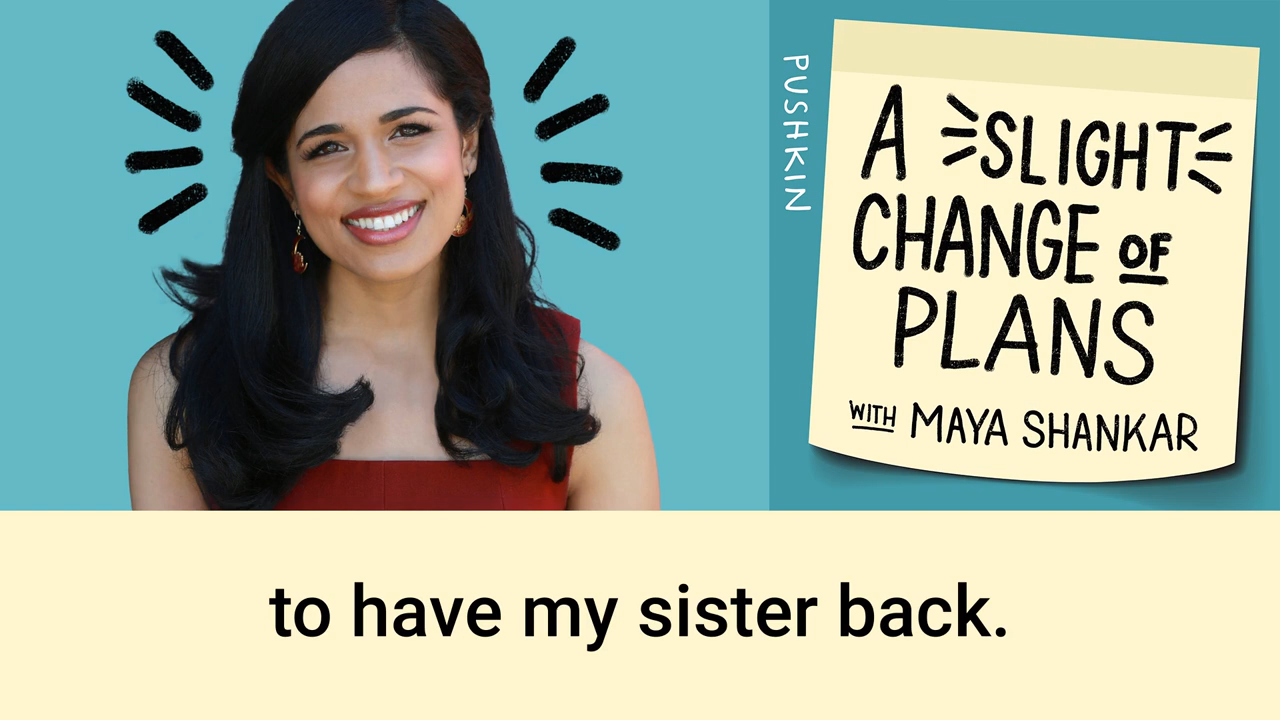 PUSHKIN
A SLIGHT
CHANGE OF
PLANS
WITH MAYA SHANKAR
to have my sister back.